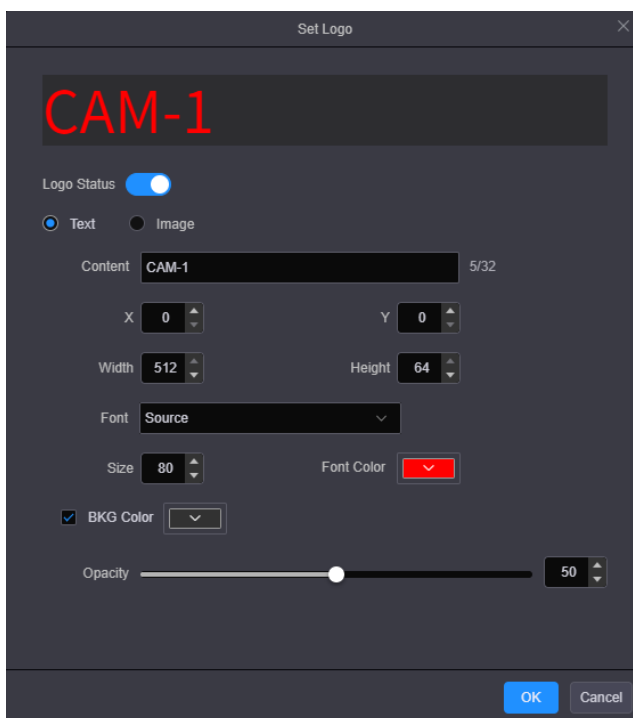 Set Logo
CAM-1
Logo Status
Text Image
Content CAM-1 5/32
X 0 Y 0
Width 512 Height 64
Font Source
Size 80 Font Color
BKG Color
Opacity 50
OK Cancel